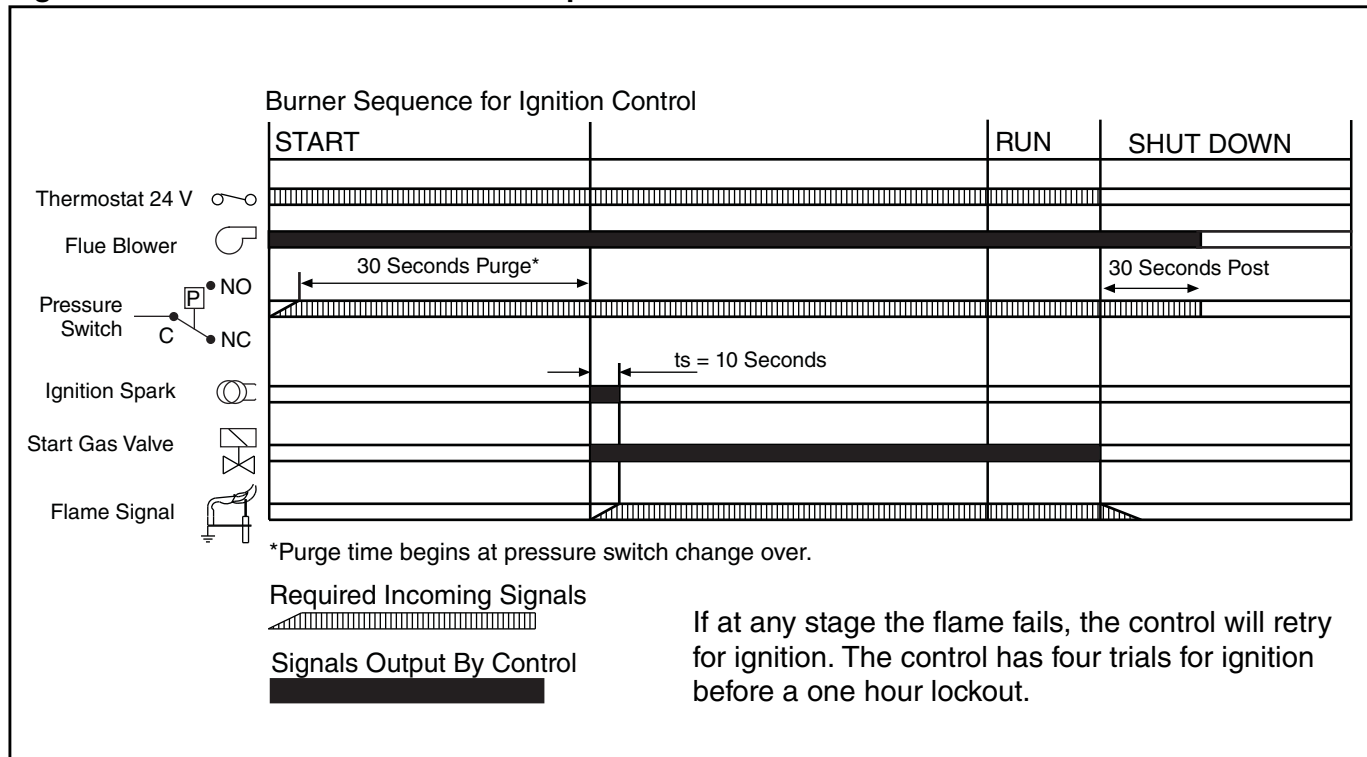 Burner Sequence for Ignition Control
START
RUN
SHUT DOWN
Thermostat 24 V
Flue Blower
30 Seconds Purge*
30 Seconds Post
P
NO
Pressure
Switch
C
NC
ts = 10 Seconds
Ignition Spark
Start Gas Valve
Flame Signal
*Purge time begins at pressure switch change over.
Required Incoming Signals
Signals Output By Control
If at any stage the flame fails, the control will retry
for ignition. The control has four trials for ignition
before a one hour lockout.